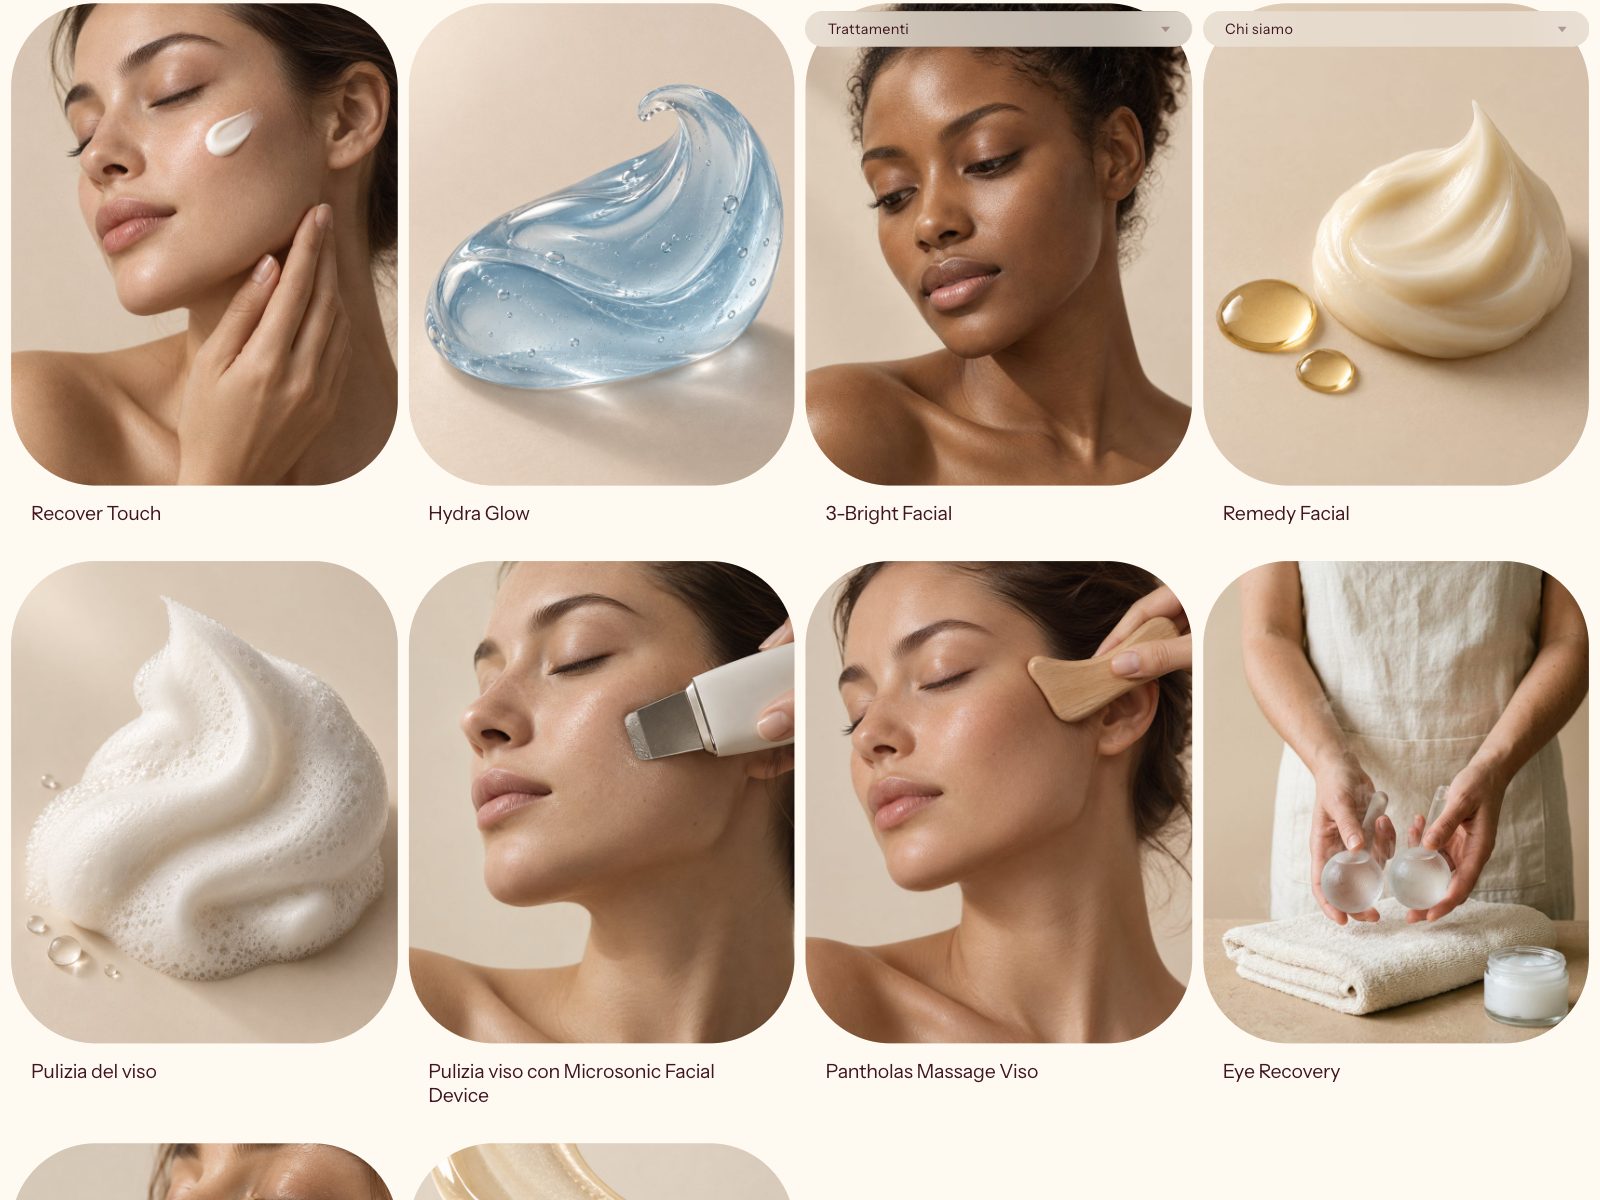 Trattamenti
Chi siamo
Recover Touch
Hydra Glow
3-Bright Facial
Remedy Facial
Pulizia del viso
Pulizia viso con Microsonic Facial
Device
Pantholas Massage Viso
Eye Recovery